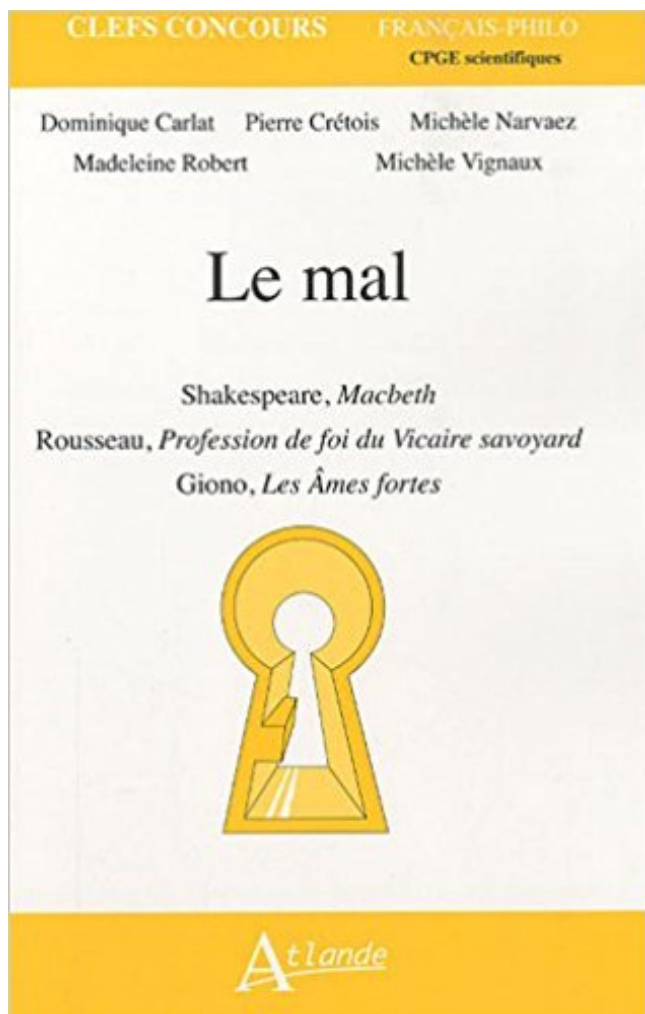 CLEFS CONCOURS FRANÇAIS-PHILO
CPGE scientifiques
Dominique Carlat Pierre Crétois Michèle Narvaez
Madeleine Robert Michèle Vignaux
Le mal
Shakespeare, Macbeth
Rousseau, Profession de foi du Vicaire savoyard
Giono, Les Âmes fortes
Atlande